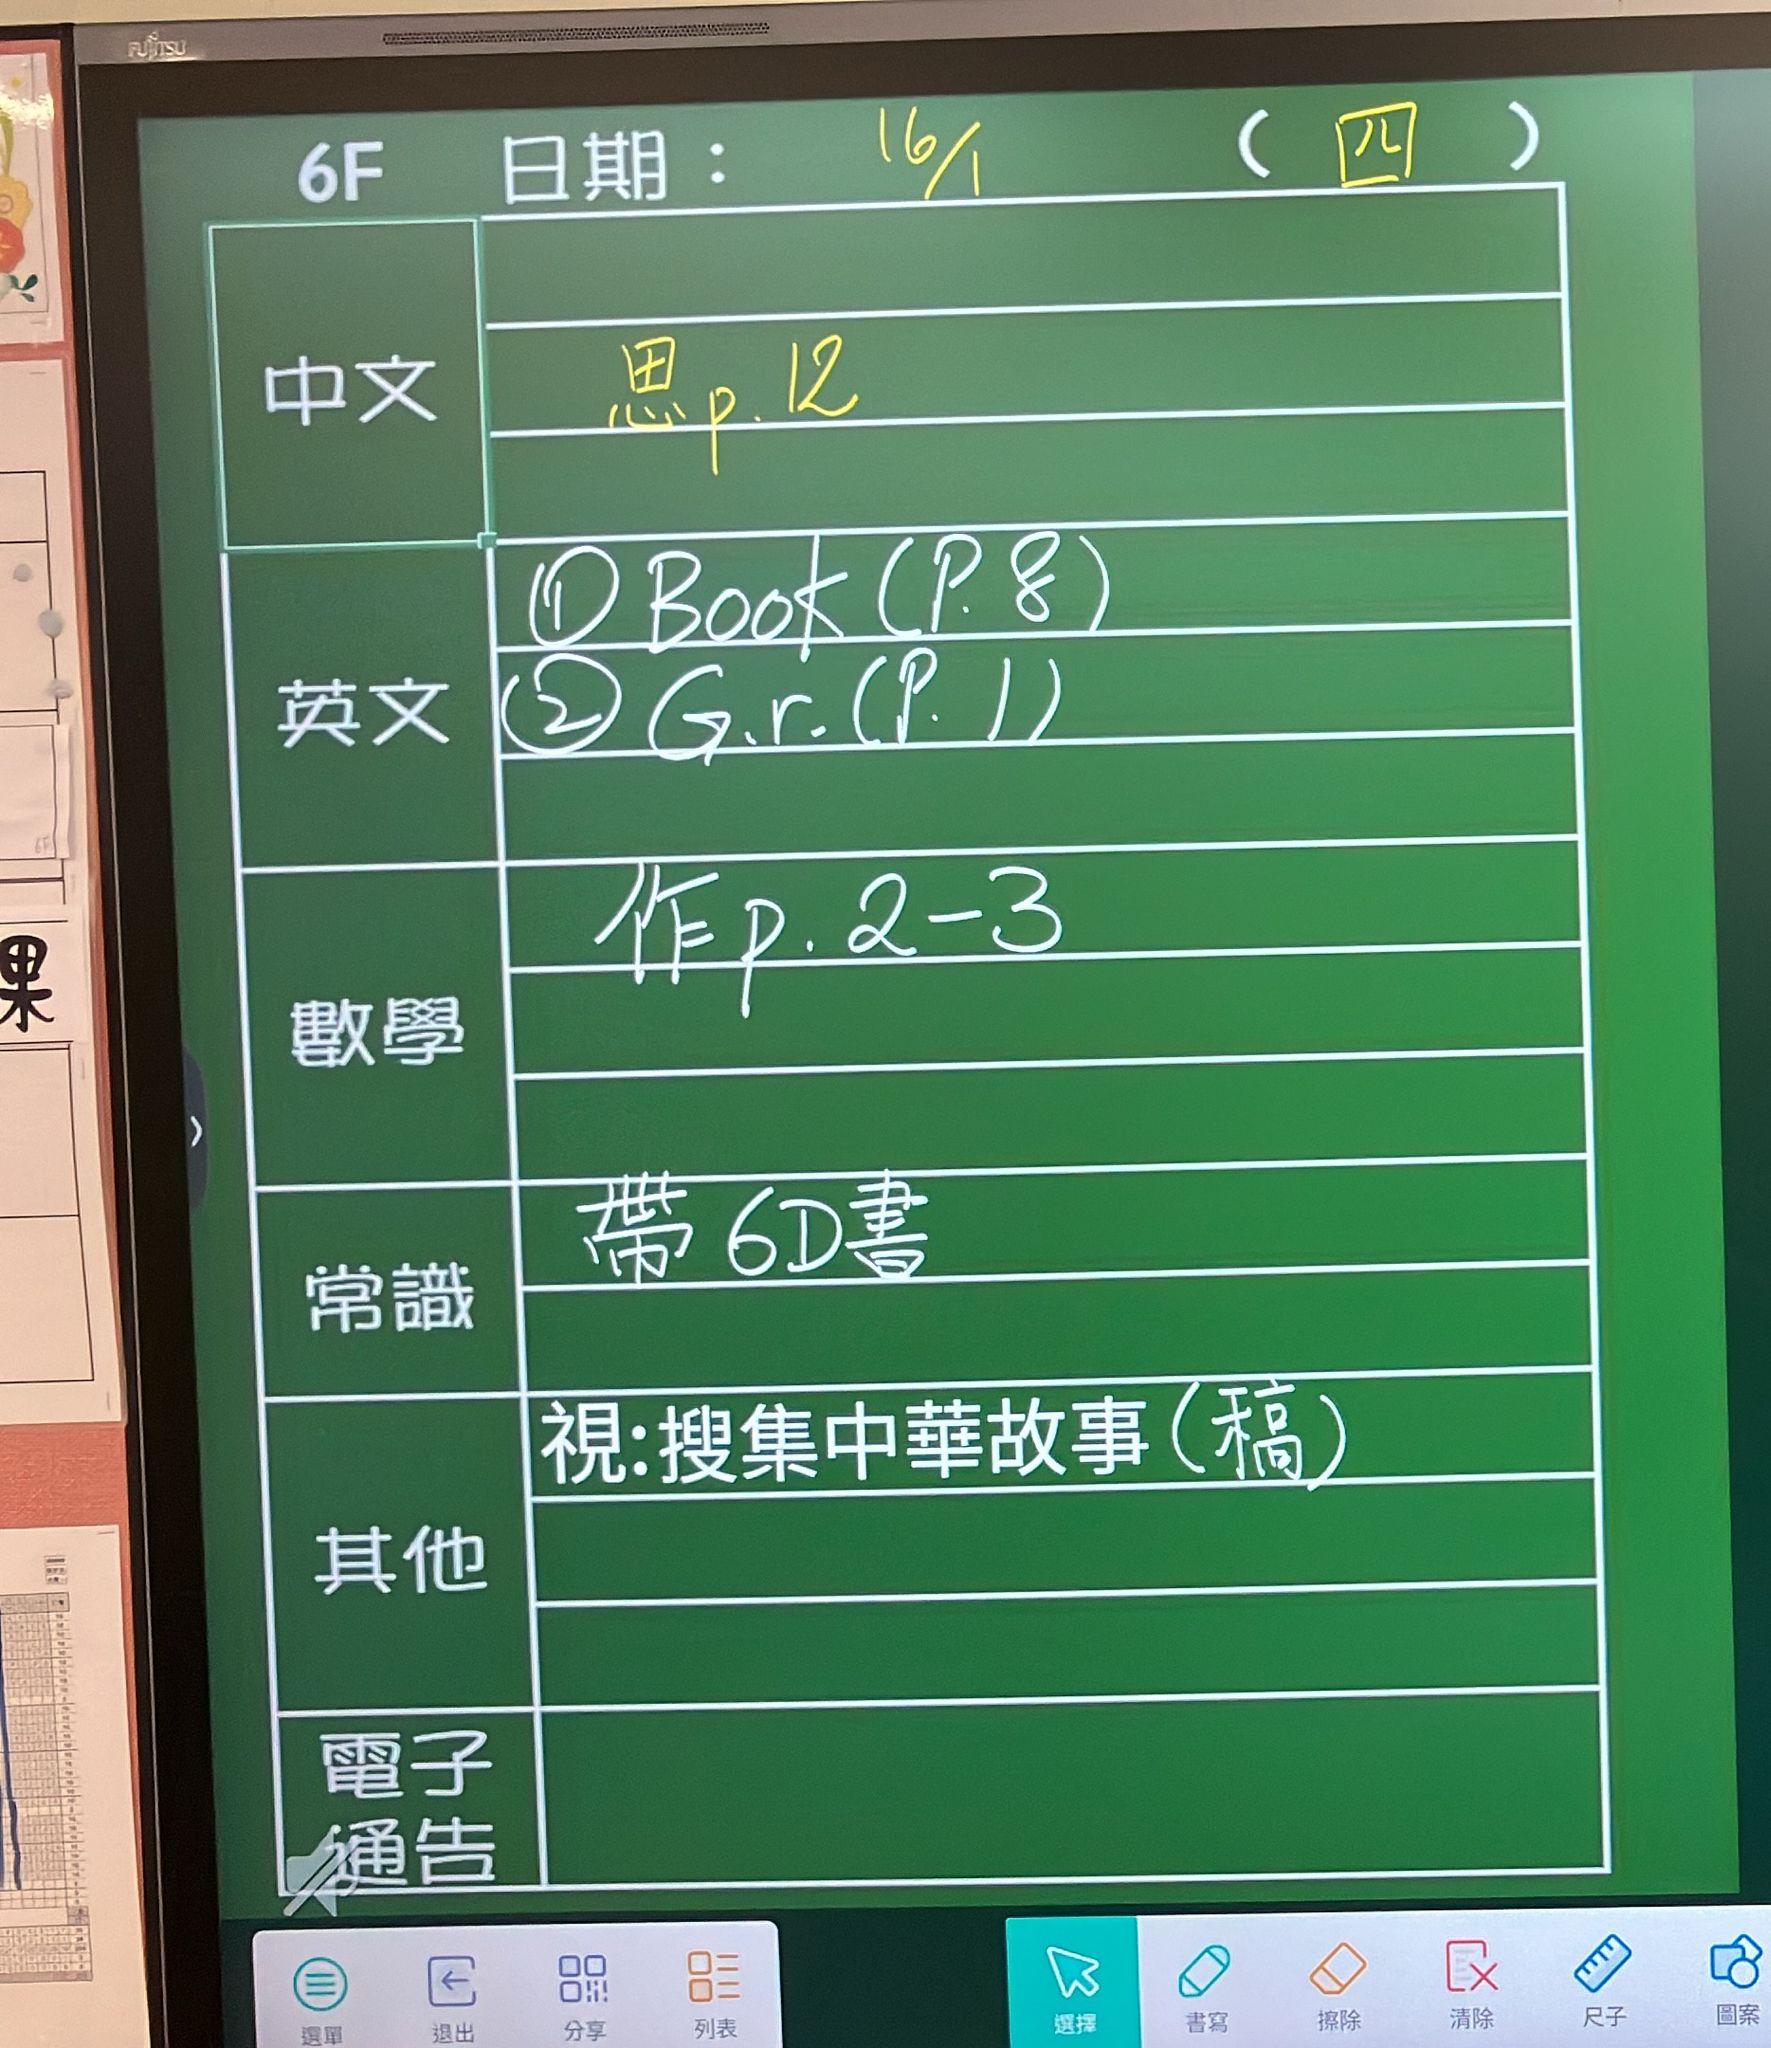 FUJITSU
6F 日期： 16/1 （ 四 ）
中文
思p.12
英文
① Book (P.8)
② G.r. (P.1)
數學
作p.2-3
常識
帶6D書
其他
視:搜集中華故事(稿)
電子
通告
果
6F
選單 退出 分享 列表 選擇 書寫 擦除 清除 尺子 圖案